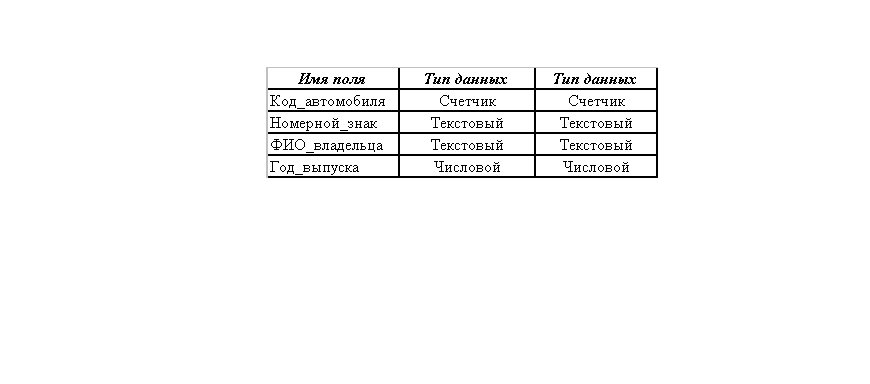 Имя поля Тип данных Тип данных
Код_автомобиля Счетчик Счетчик
Номерной_знак Текстовый Текстовый
ФИО_владельца Текстовый Текстовый
Год_выпуска Числовой Числовой